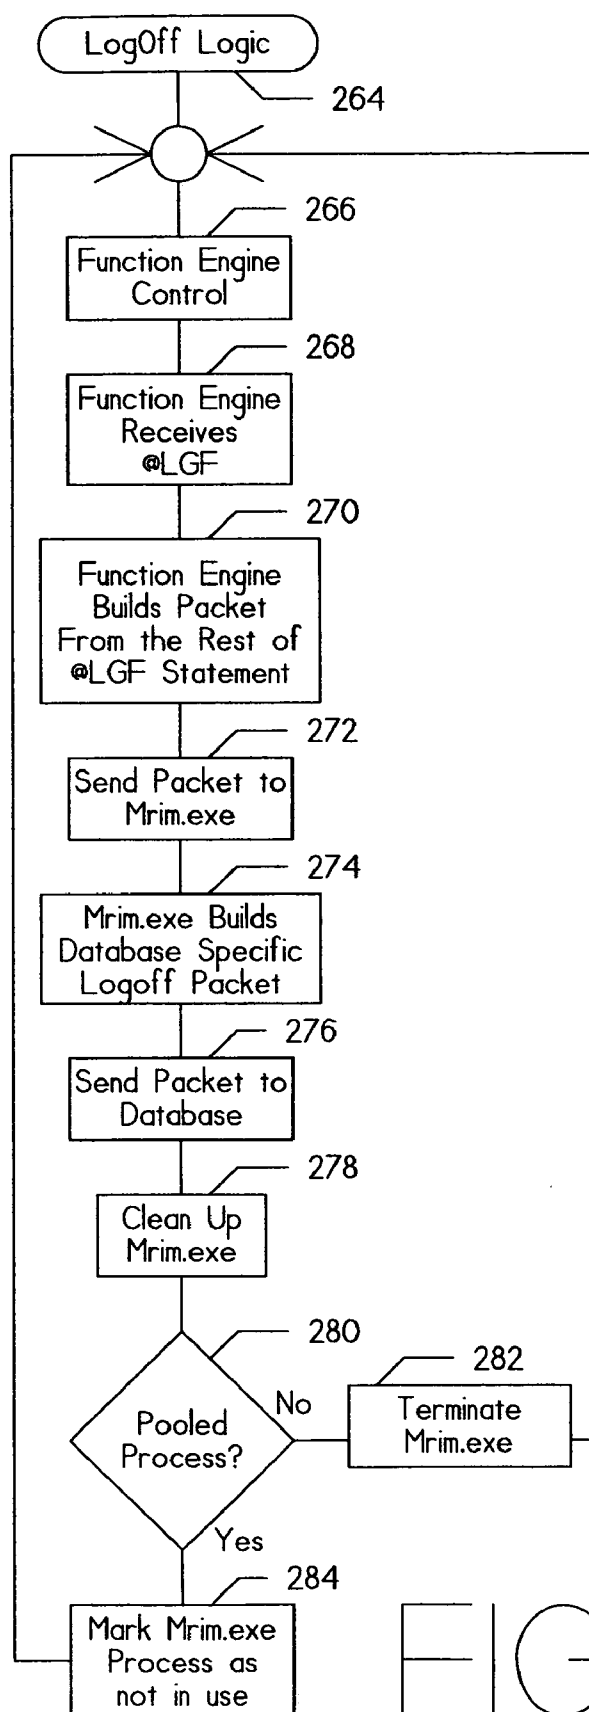 LogOff Logic
264
266
Function Engine
Control
268
Function Engine
Receives
@LGF
270
Function Engine
Builds Packet
From the Rest of
@LGF Statement
272
Send Packet to
Mrim.exe
274
Mrim.exe Builds
Database Specific
Logoff Packet
276
Send Packet to
Database
278
Clean Up
Mrim.exe
280
Pooled
Process?
No
282
Terminate
Mrim.exe
Yes
284
Mark Mrim.exe
Process as
not in use